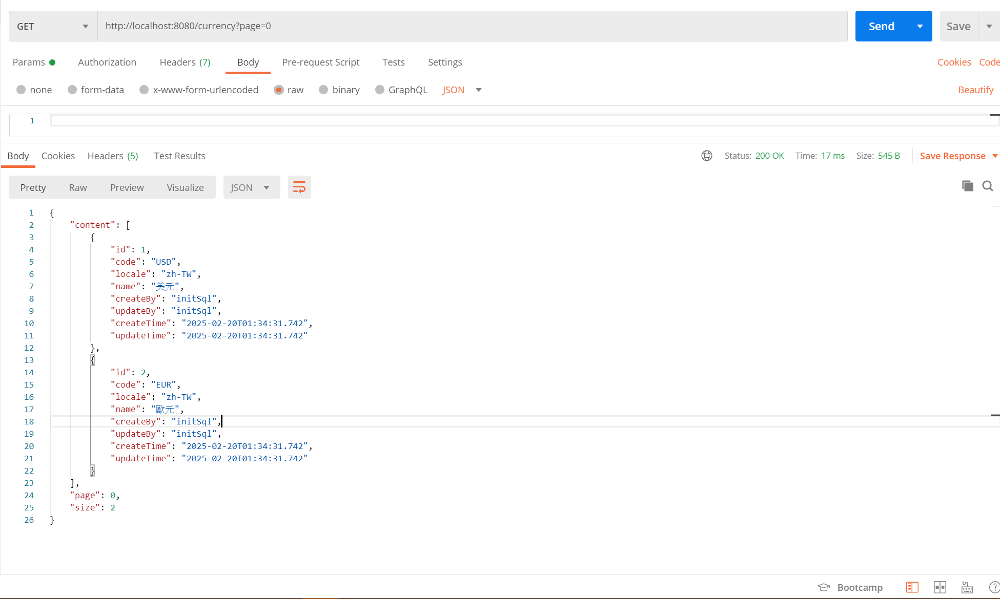 GET http://localhost:8080/currency?page=0 Send Save
Params Authorization Headers (7) Body Pre-request Script Tests Settings Cookies Code
none form-data x-www-form-urlencoded raw binary GraphQL JSON Beautify
1
Body Cookies Headers (5) Test Results Status: 200 OK Time: 17 ms Size: 545 B Save Response
Pretty Raw Preview Visualize JSON
1 {
2 "content": [
3 {
4 "id": 1,
5 "code": "USD",
6 "locale": "zh-TW",
7 "name": "美元",
8 "createBy": "initSql",
9 "updateBy": "initSql",
10 "createTime": "2025-02-20T01:34:31.742",
11 "updateTime": "2025-02-20T01:34:31.742"
12 },
13 {
14 "id": 2,
15 "code": "EUR",
16 "locale": "zh-TW",
17 "name": "歐元",
18 "createBy": "initSql",
19 "updateBy": "initSql",
20 "createTime": "2025-02-20T01:34:31.742",
21 "updateTime": "2025-02-20T01:34:31.742"
22 }
23 ],
24 "page": 0,
25 "size": 2
26 }
Bootcamp